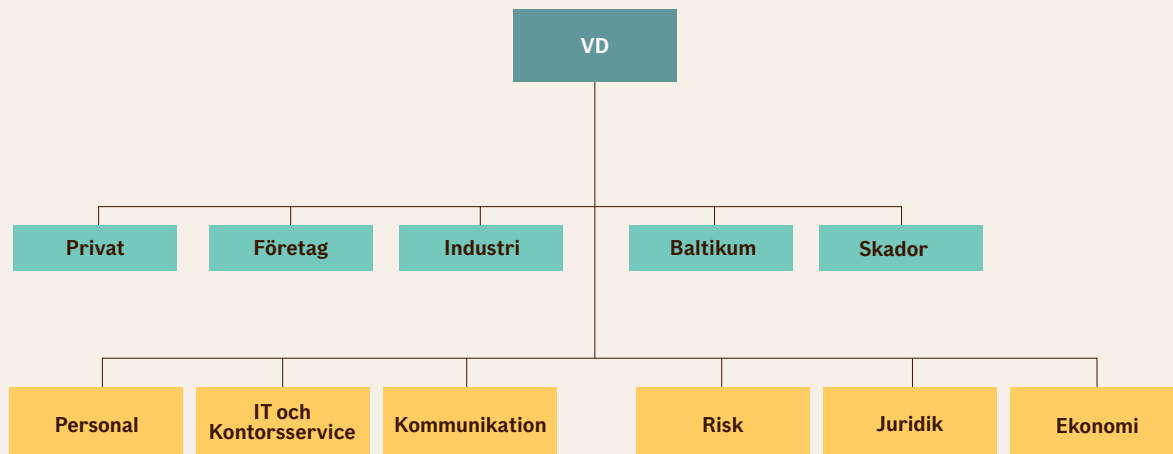 VD
Privat
Företag
Industri
Baltikum
Skador
Personal
IT och
Kontorsservice
Kommunikation
Risk
Juridik
Ekonomi